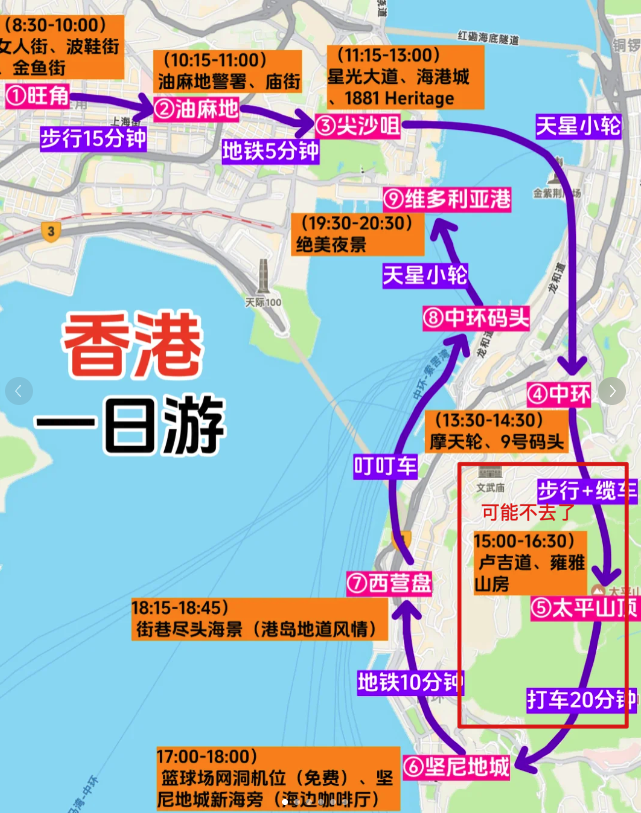 （8:30-10:00）
女人街、波鞋街
、金鱼街
①旺角
步行15分钟
上海街
（10:15-11:00）
油麻地警署、庙街
②油麻地
地铁5分钟
（11:15-13:00）
星光大道、海港城
、1881 Heritage
③尖沙咀
红磡海底隧道
铜锣
天星小轮
金紫荆广场
⑨维多利亚港
（19:30-20:30）
绝美夜景
天星小轮
龙和道
3
天际100
⑧中环码头
龙和道
香港
一日游
④中环
（13:30-14:30）
摩天轮、9号码头
叮叮车
文武庙
步行+缆车
可能不去了
15:00-16:30）
卢吉道、雍雅
山房
太平山
⑤太平山顶
⑦西营盘
18:15-18:45）
街巷尽头海景（港岛地道风情）
地铁10分钟
打车20分钟
17:00-18:00）
篮球场网洞机位（免费）、坚
尼地城新海旁（海边咖啡厅）
⑥坚尼地城